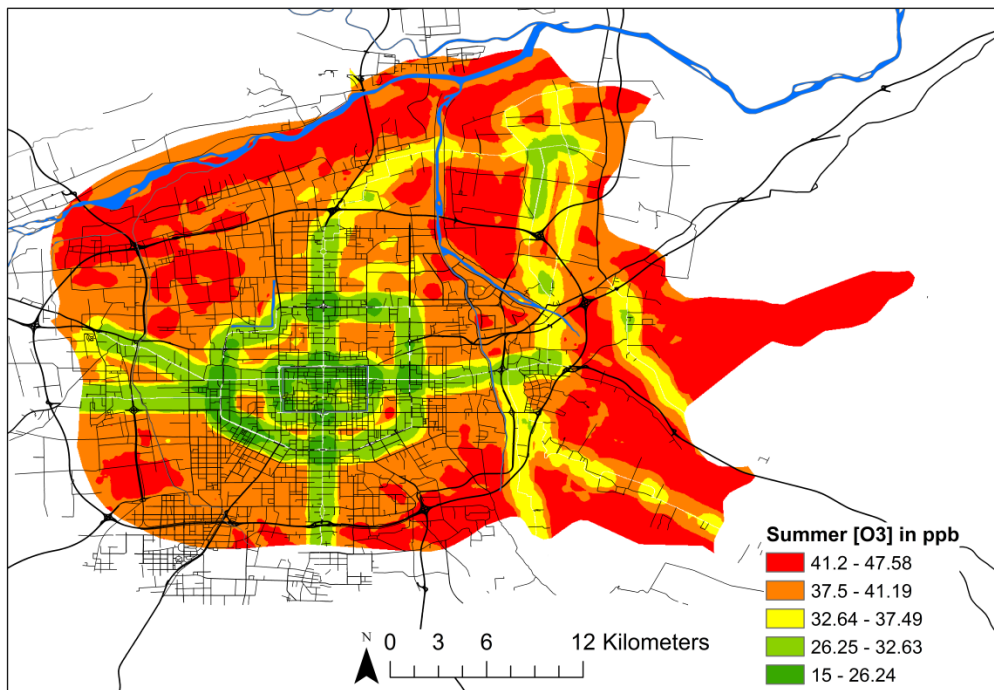 Summer [O3] in ppb
41.2 - 47.58
37.5 - 41.19
32.64 - 37.49
26.25 - 32.63
15 - 26.24
N
0 3 6 12 Kilometers